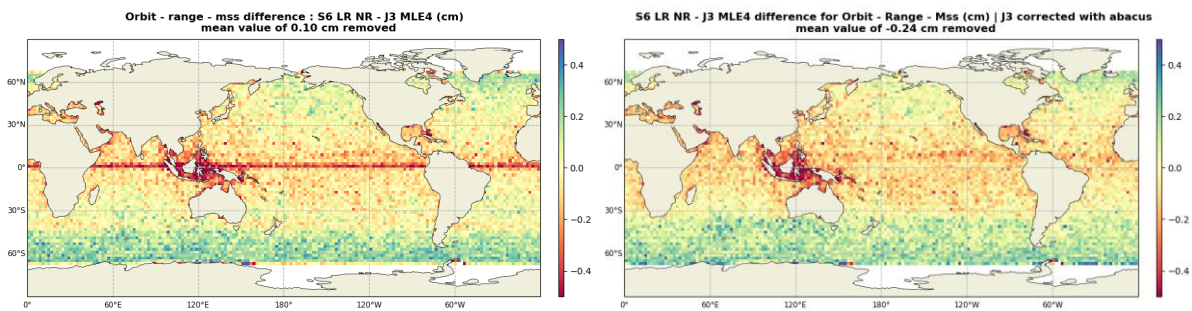 Orbit - range - mss difference : S6 LR NR - J3 MLE4 (cm)
mean value of 0.10 cm removed
60°N
30°N
0°
30°S
60°S
0°
60°E
120°E
180°
120°W
60°W
0.4
0.2
0.0
−0.2
−0.4
S6 LR NR - J3 MLE4 difference for Orbit - Range - Mss (cm) | J3 corrected with abacus
mean value of -0.24 cm removed
60°N
30°N
0°
30°S
60°S
0°
60°E
120°E
180°
120°W
60°W
0.4
0.2
0.0
−0.2
−0.4